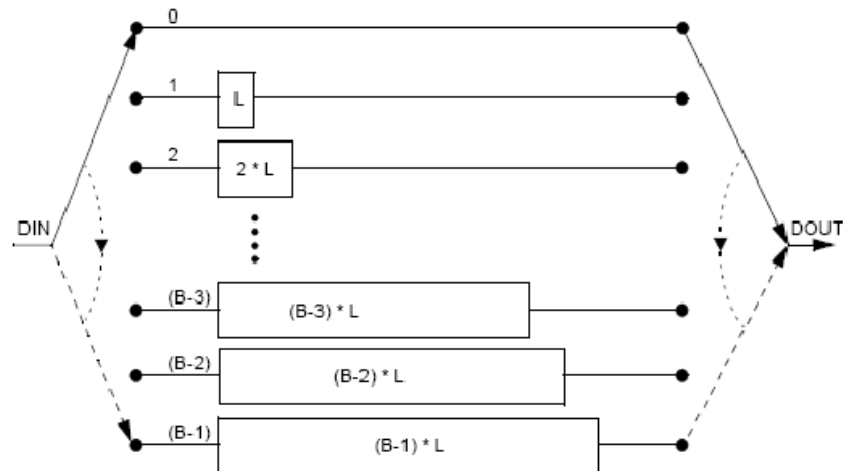 0
1
L
2
2 * L
DIN
DOUT
(B-3)
(B-3) * L
(B-2)
(B-2) * L
(B-1)
(B-1) * L